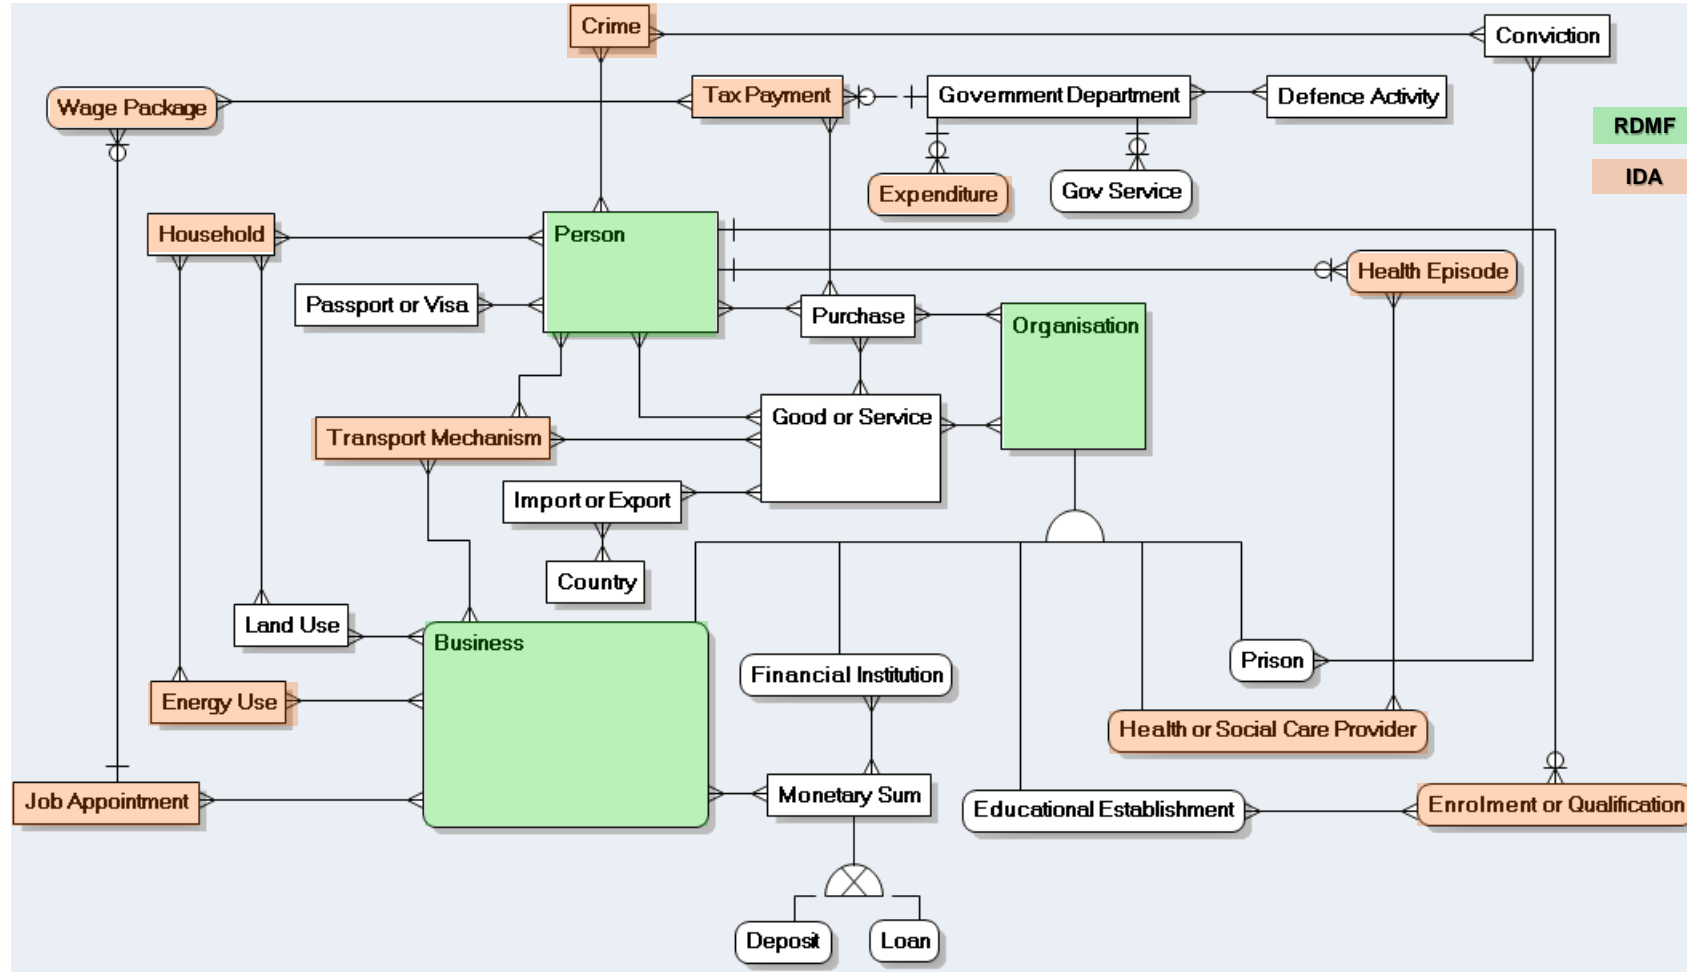 Crime
Conviction
Wage Package
Tax Payment
Government Department
Defence Activity
RDMF
IDA
Expenditure
Gov Service
Household
Person
Health Episode
Passport or Visa
Purchase
Organisation
Good or Service
Transport Mechanism
Import or Export
Country
Land Use
Business
Prison
Financial Institution
Energy Use
Health or Social Care Provider
Job Appointment
Monetary Sum
Educational Establishment
Enrolment or Qualification
Deposit
Loan